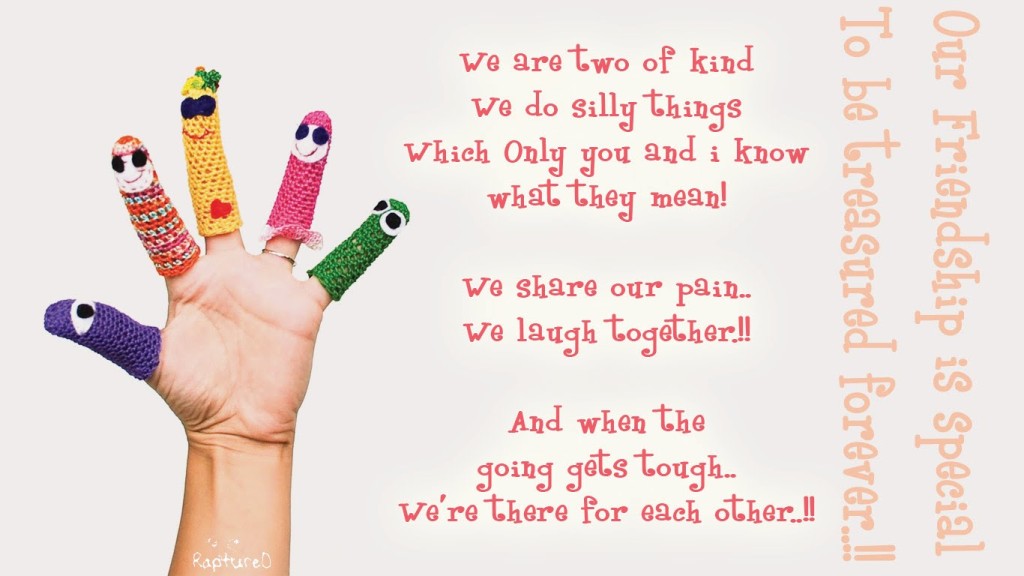 We are two of kind
We do silly things
Which Only you and i know
what they mean!
We share our pain..
We laugh together.!!
And when the
going gets tough..
We're there for each other..!!
Our Friendship is special
To be treasured forever...!!
RaptureD